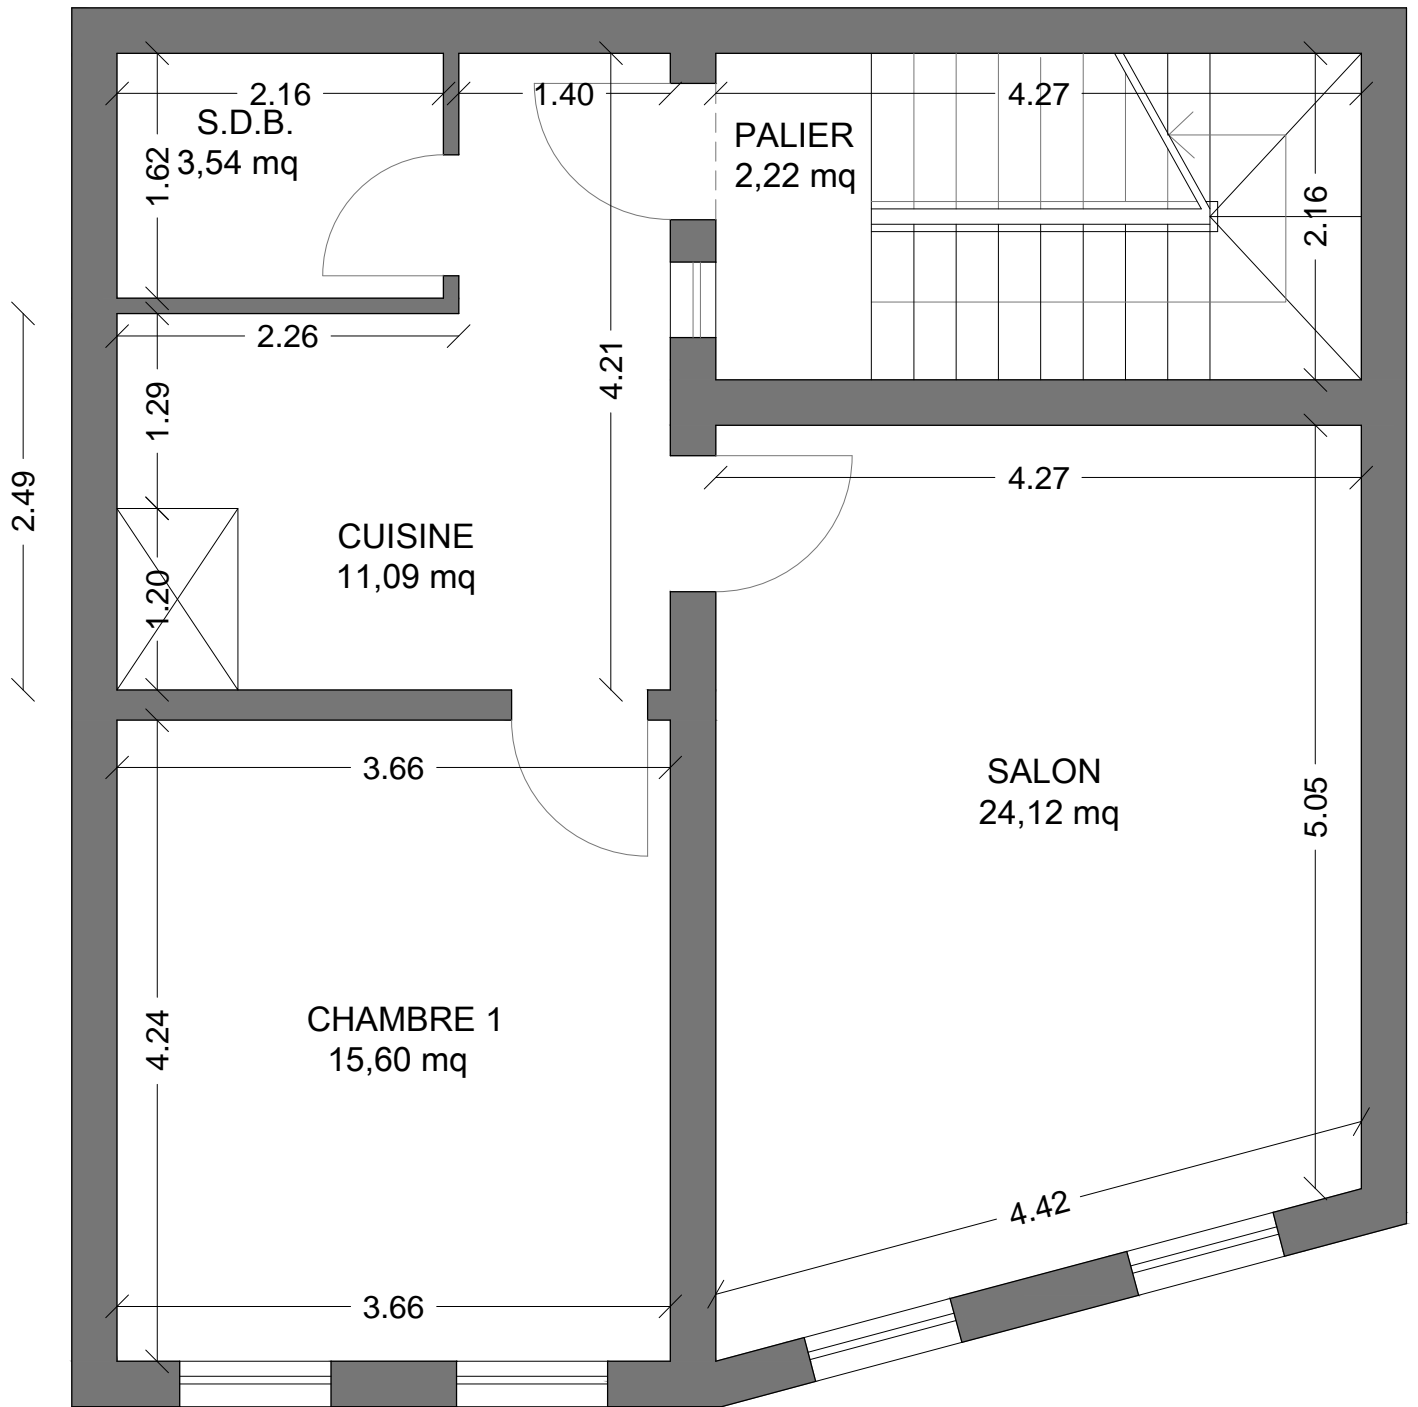 2.16
1.40
4.27
S.D.B.
3,54 mq
1.62
PALIER
2,22 mq
2.16
2.26
4.21
1.29
2.49
4.27
CUISINE
11,09 mq
1.20
3.66
SALON
24,12 mq
5.05
CHAMBRE 1
15,60 mq
4.24
4.42
3.66